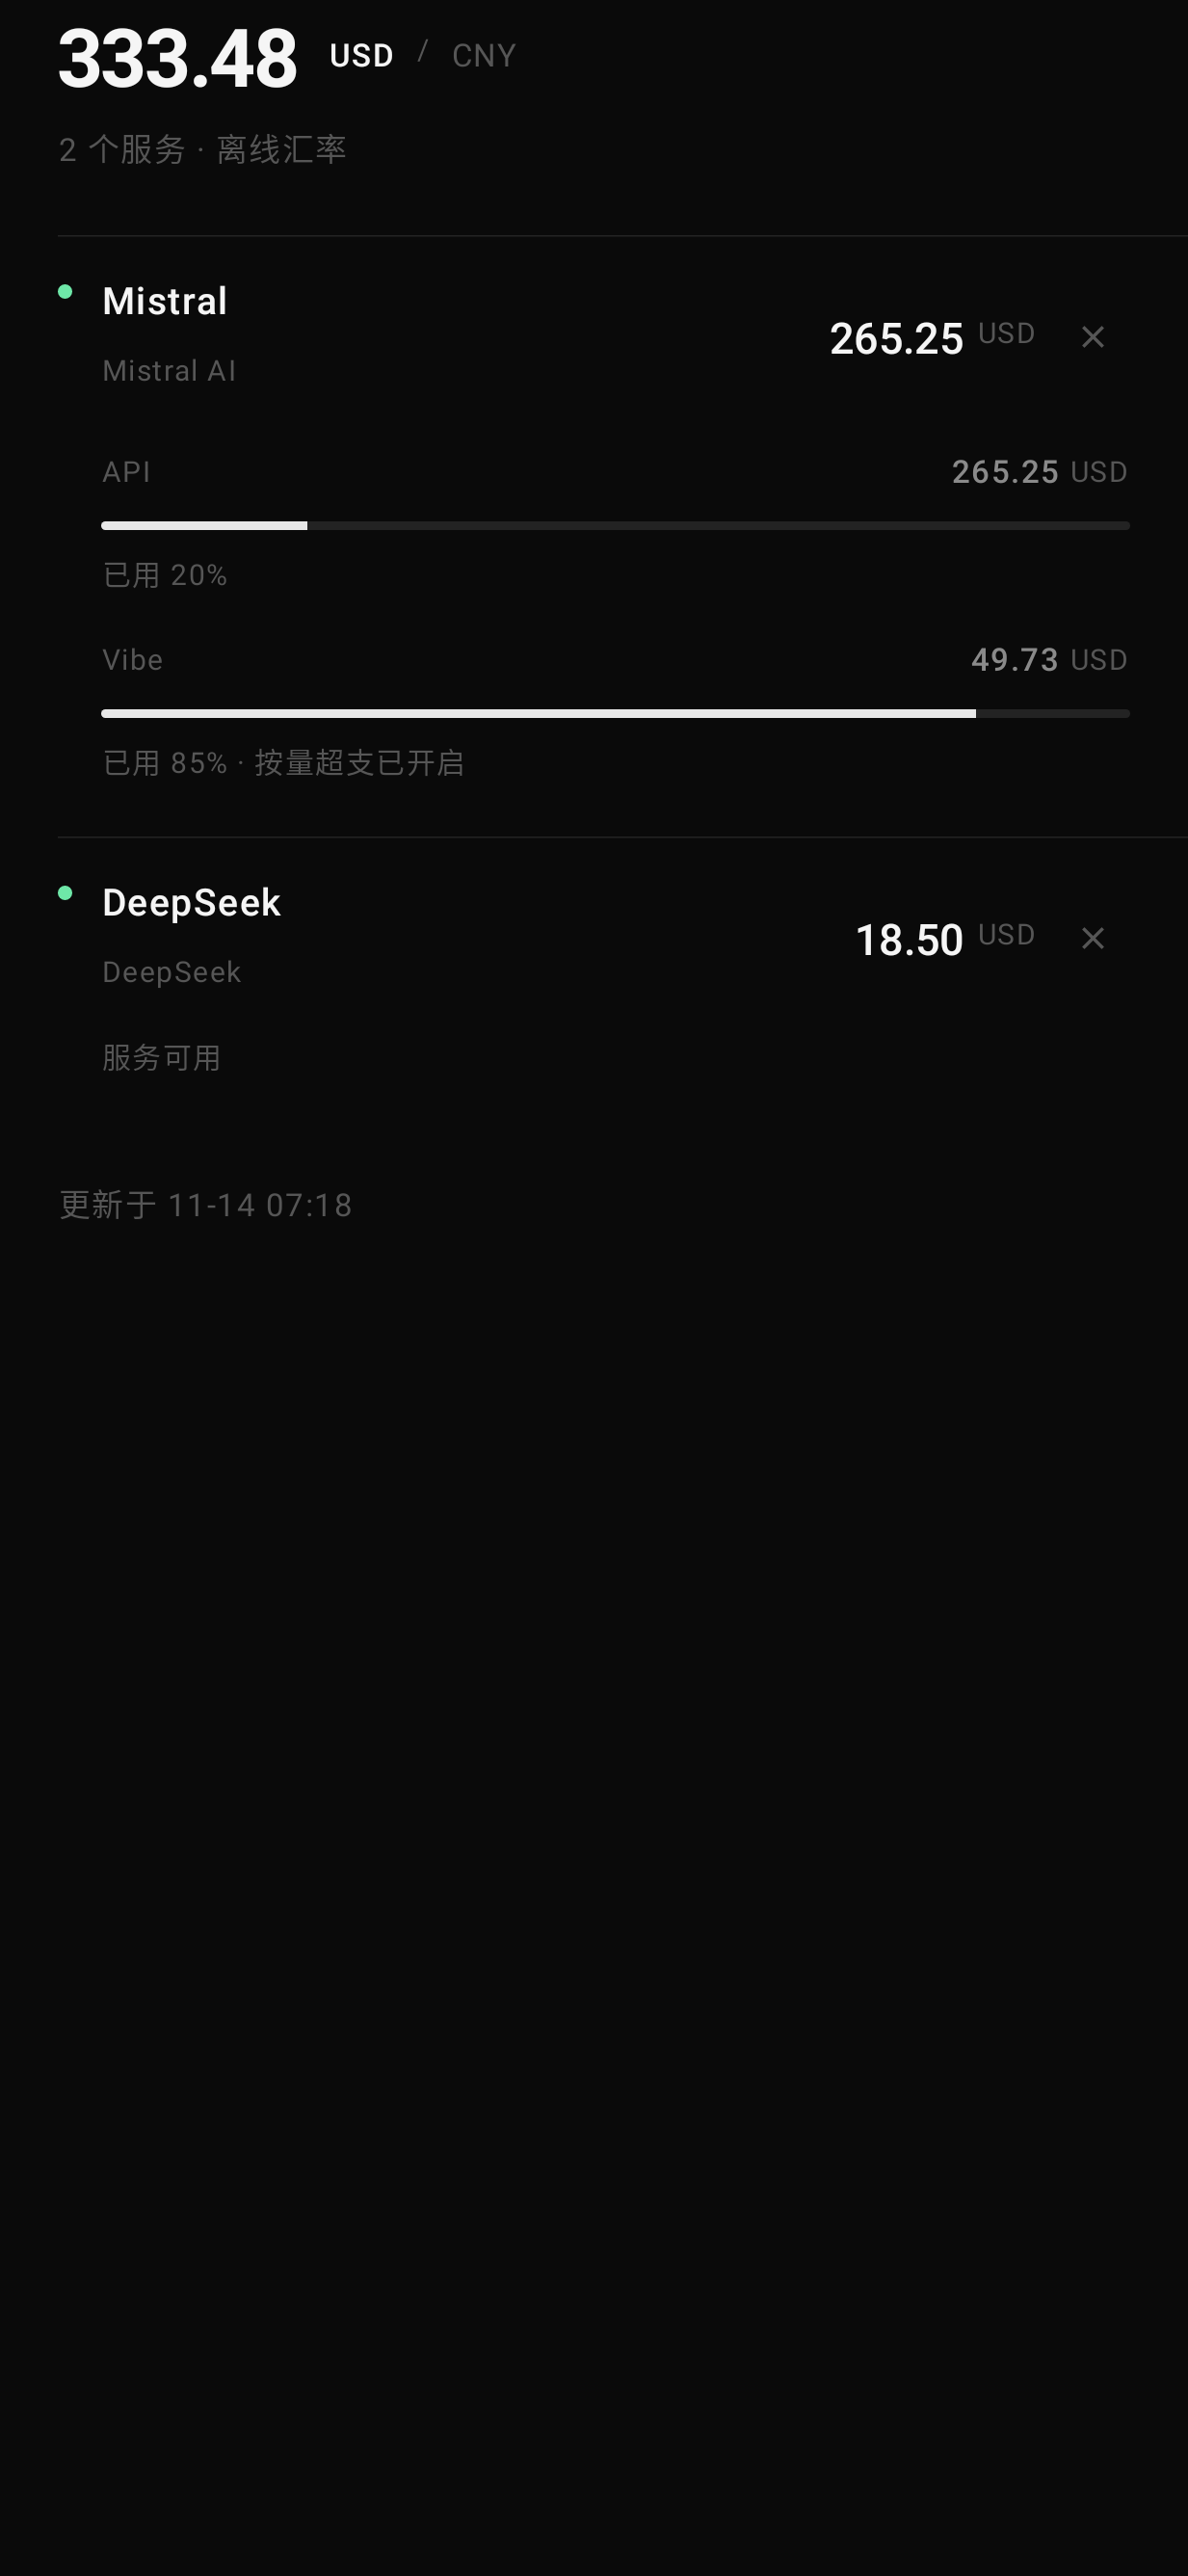 333.48 USD / CNY
2 个服务 · 离线汇率
Mistral
265.25 USD ×
Mistral AI
API 265.25 USD
已用 20%
Vibe 49.73 USD
已用 85% · 按量超支已开启
DeepSeek
18.50 USD ×
DeepSeek
服务可用
更新于 11-14 07:18